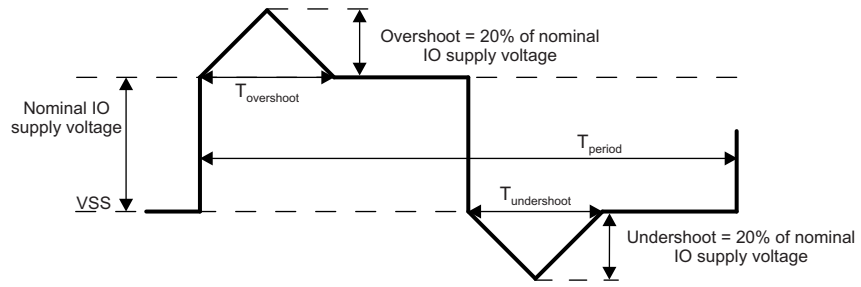 Overshoot = 20% of nominal
IO supply voltage
Nominal IO
supply voltage
Tovershoot
Tperiod
VSS
Tundershoot
Undershoot = 20% of nominal
IO supply voltage